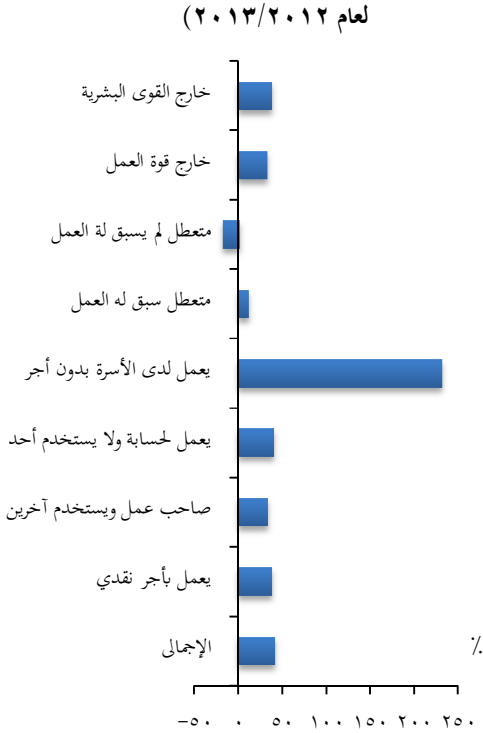 لعام ٢٠١٢/٢٠١٣)
خارج القوى البشرية
خارج قوة العمل
متعطل لم يسبق لة العمل
متعطل سبق له العمل
يعمل لدى الأسرة بدون أجر
يعمل لحسابة ولا يستخدم أحد
صاحب عمل ويستخدم آخرين
يعمل بأجر نقدي
الإجمالى
٪
-٥٠ ٠ ٥٠ ١٠٠ ١٥٠ ٢٠٠ ٢٥٠